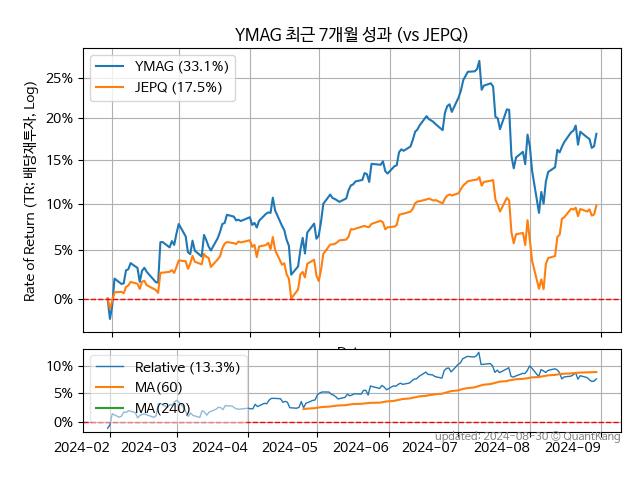 YMAG 최근 7개월 성과 (vs JEPQ)
YMAG (33.1%)
JEPQ (17.5%)
Rate of Return (TR: 배당재투자, Log)
25%
20%
15%
10%
5%
0%
Relative (13.3%)
MA(60)
MA(240)
10%
5%
0%
2024-02 2024-03 2024-04 2024-05 2024-06 2024-07 2024-08 2024-09
updated: 2024-08-30 © QuantKang